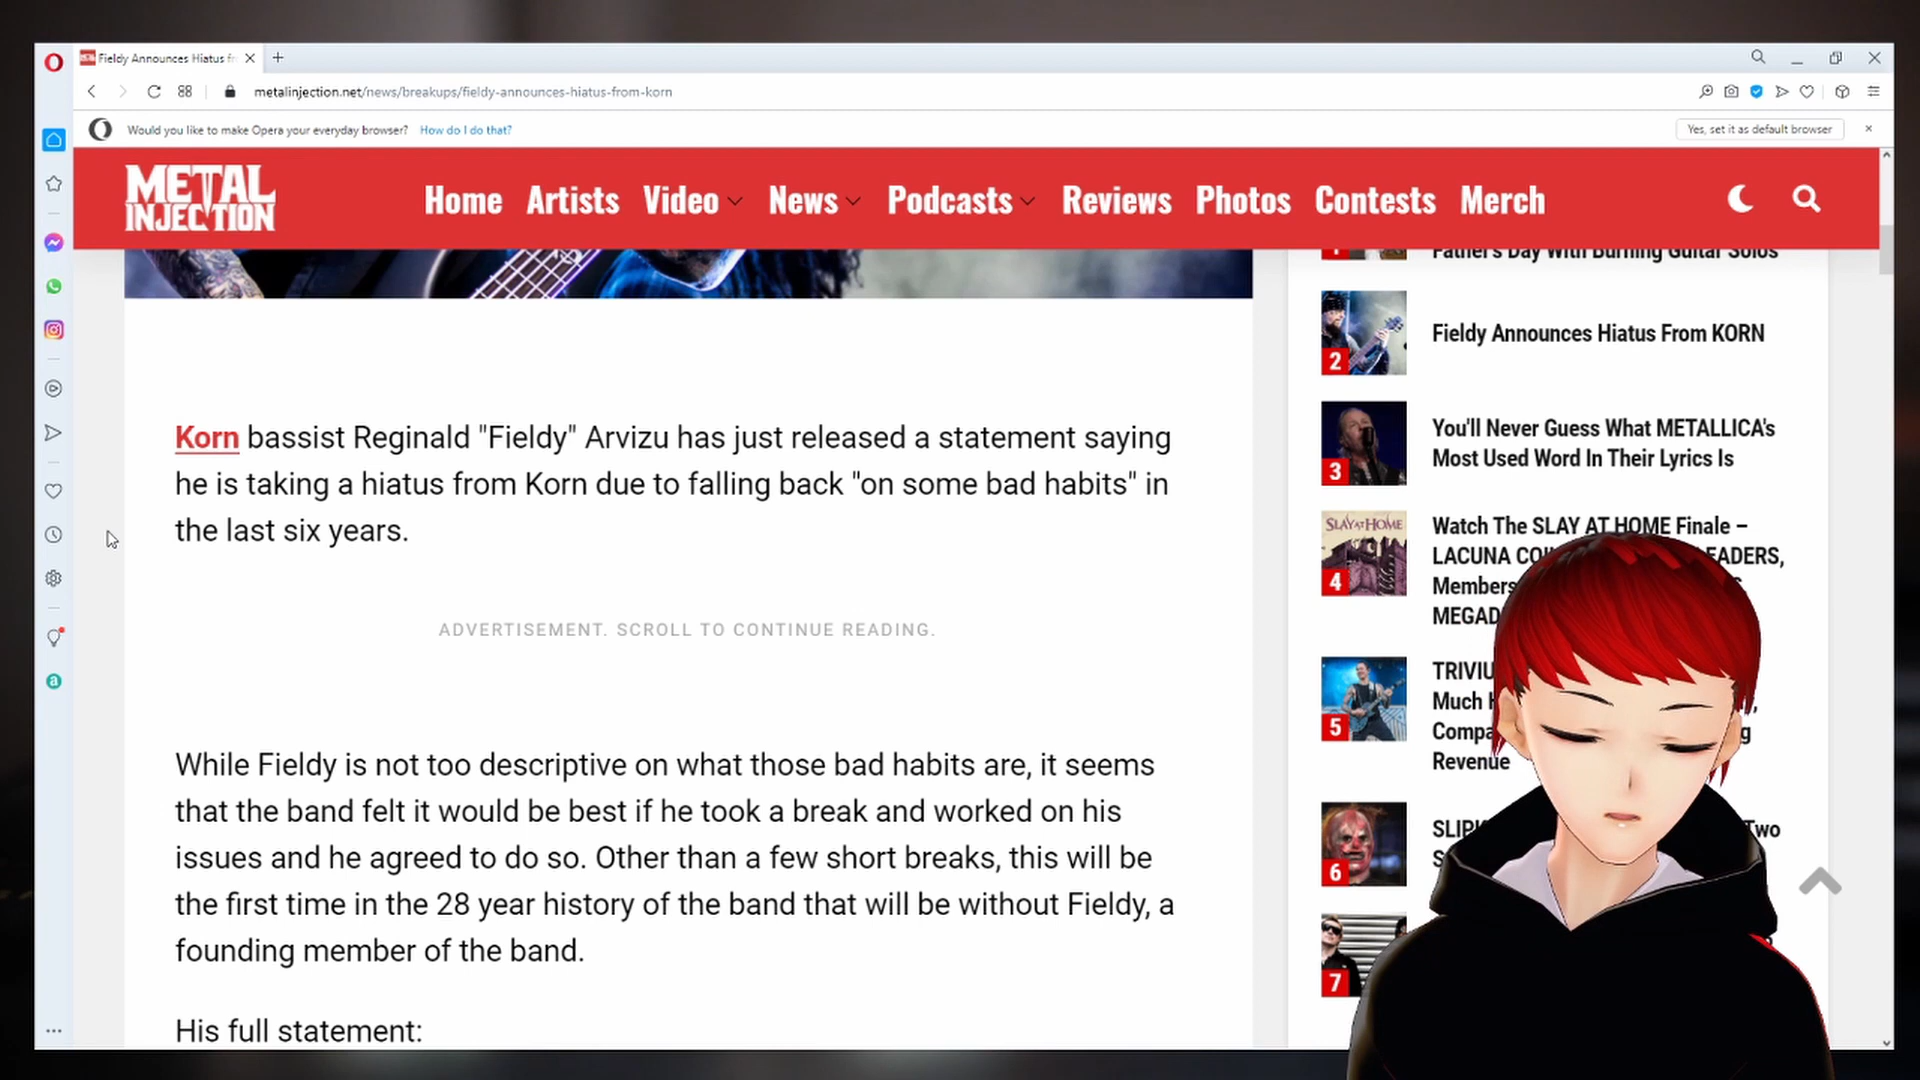 Fieldy Announces Hiatus fr
metalinjection.net/news/breakups/fieldy-announces-hiatus-from-korn
Would you like to make Opera your everyday browser? How do I do that?
Yes, set it as default browser
METAL
INJECTION
Home Artists Video News Podcasts Reviews Photos Contests Merch
Korn bassist Reginald "Fieldy" Arvizu has just released a statement saying
he is taking a hiatus from Korn due to falling back "on some bad habits" in
the last six years.
ADVERTISEMENT. SCROLL TO CONTINUE READING.
While Fieldy is not too descriptive on what those bad habits are, it seems
that the band felt it would be best if he took a break and worked on his
issues and he agreed to do so. Other than a few short breaks, this will be
the first time in the 28 year history of the band that will be without Fieldy, a
founding member of the band.
His full statement:
Father's Day With Burning Guitar Solos
2
Fieldy Announces Hiatus From KORN
3
You'll Never Guess What METALLICA's
Most Used Word In Their Lyrics Is
SLAY AT HOME
4
Watch The SLAY AT HOME Finale –
LACUNA
Members
5
Much
Revenue
6
Two
7
a